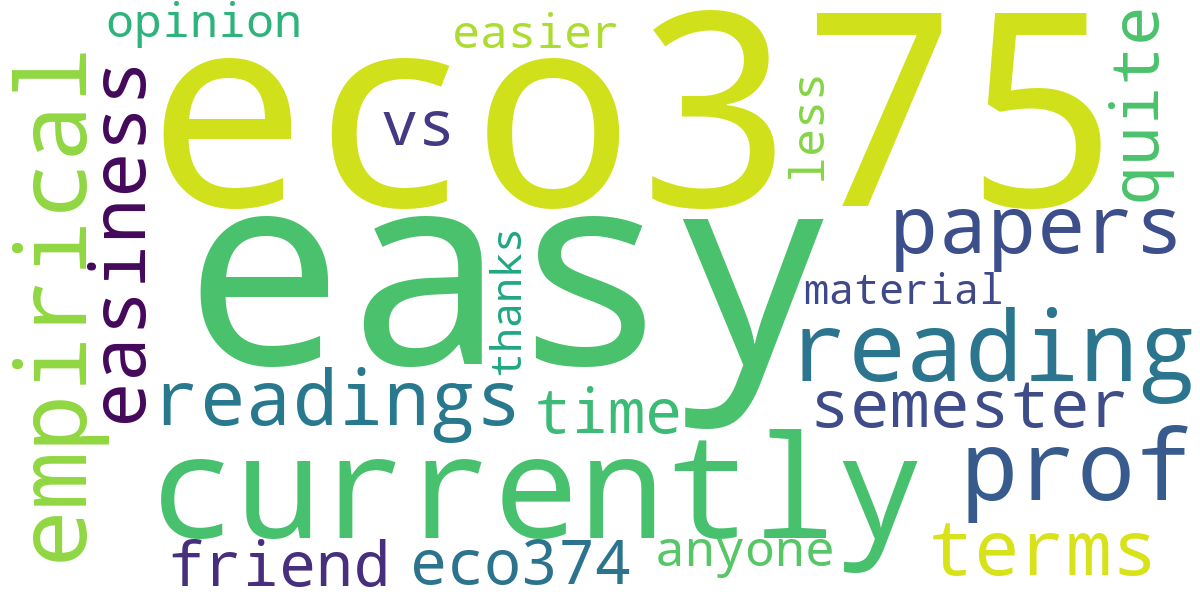 opinion
easier
eco375
quite
empirical
easiness
vs
less
easy
papers
thanks
material
reading
readings
time
semester
currently
prof
friend
eco374
anyone
terms